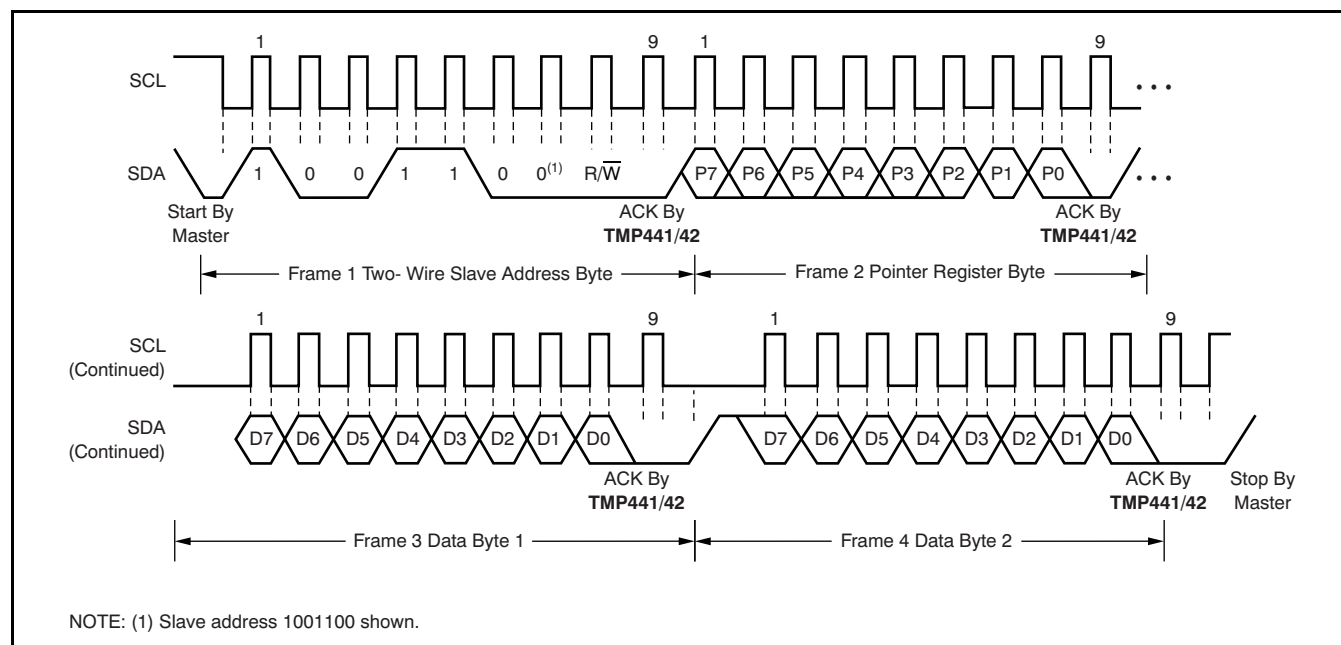 1 9 1 9
SCL
SDA 1 0 0 1 1 0 0(1) R/W̅ P7 P6 P5 P4 P3 P2 P1 P0
Start By Master
ACK By TMP441/42
ACK By TMP441/42
Frame 1 Two- Wire Slave Address Byte
Frame 2 Pointer Register Byte
1 9 1 9
SCL (Continued)
SDA (Continued) D7 D6 D5 D4 D3 D2 D1 D0 D7 D6 D5 D4 D3 D2 D1 D0
ACK By TMP441/42
ACK By TMP441/42
Stop By Master
Frame 3 Data Byte 1
Frame 4 Data Byte 2
NOTE: (1) Slave address 1001100 shown.